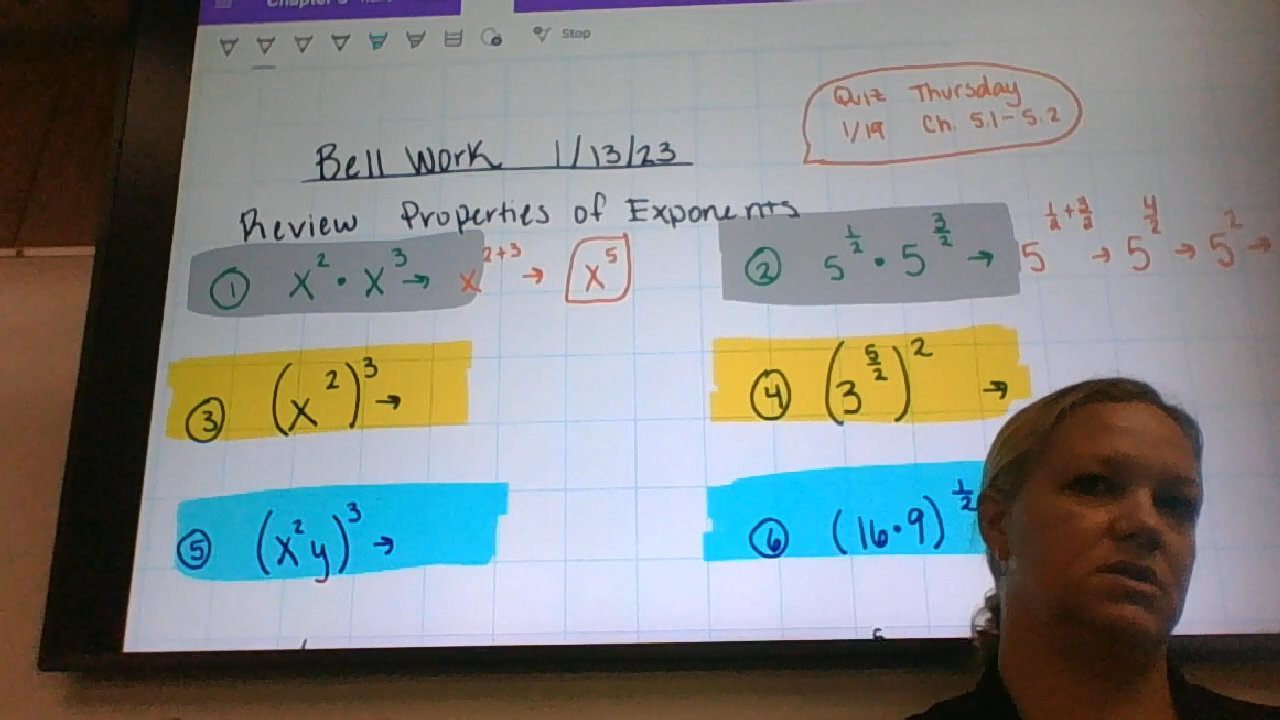 Stop
Quiz Thursday
1/19 Ch. 5.1-5.2
Bell Work 1/13/23
Review Properties of Exponents
① x² · x³ → x²⁺³ → x⁵
② 5^(1/2) · 5^(3/2) → 5^(1/2 + 3/2) → 5^(4/2) → 5² →
③ (x²)³ →
④ (3^(5/2))² →
⑤ (x²y)³ →
⑥ (16·9)^(1/2)